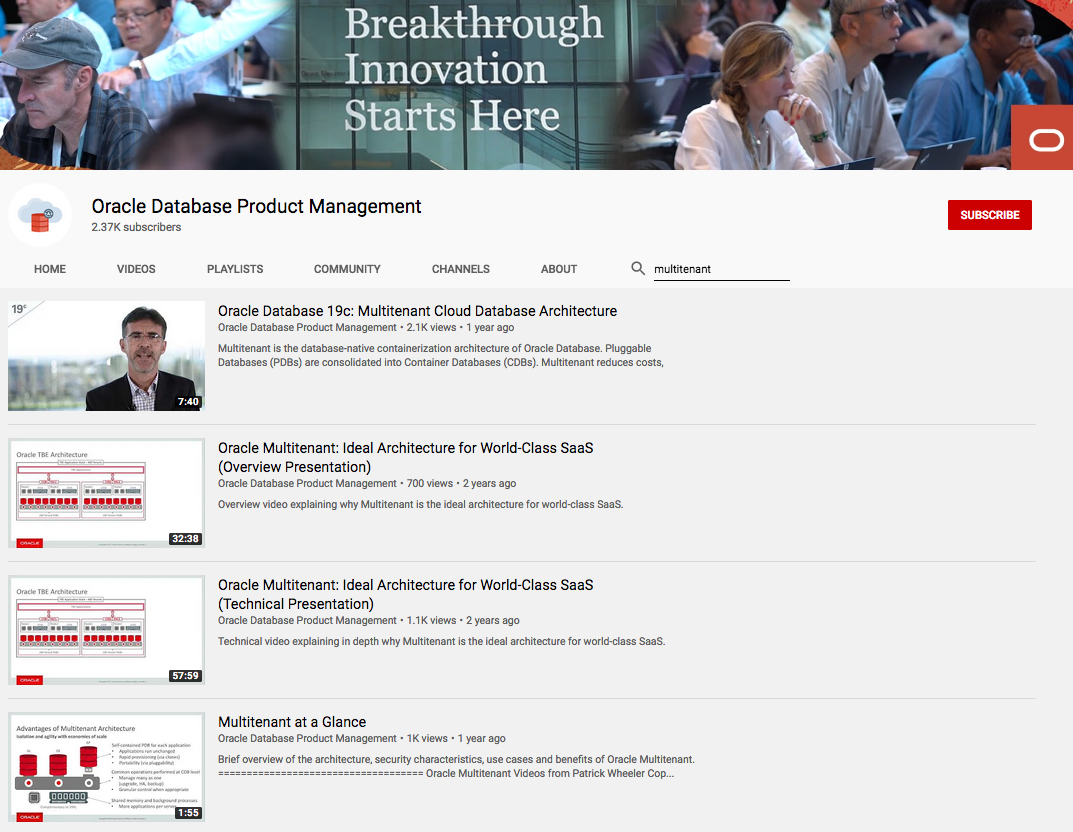 Breakthrough
Innovation
Starts Here
Oracle Database Product Management
2.37K subscribers
SUBSCRIBE
HOME VIDEOS PLAYLISTS COMMUNITY CHANNELS ABOUT multitenant
19c
7:40
Oracle Database 19c: Multitenant Cloud Database Architecture
Oracle Database Product Management • 2.1K views • 1 year ago
Multitenant is the database-native containerization architecture of Oracle Database. Pluggable
Databases (PDBs) are consolidated into Container Databases (CDBs). Multitenant reduces costs,
Oracle TBE Architecture
ORACLE
32:38
Oracle Multitenant: Ideal Architecture for World-Class SaaS
(Overview Presentation)
Oracle Database Product Management • 700 views • 2 years ago
Overview video explaining why Multitenant is the ideal architecture for world-class SaaS.
Oracle TBE Architecture
ORACLE
57:59
Oracle Multitenant: Ideal Architecture for World-Class SaaS
(Technical Presentation)
Oracle Database Product Management • 1.1K views • 2 years ago
Technical video explaining in depth why Multitenant is the ideal architecture for world-class SaaS.
Advantages of Multitenant Architecture
Isolation and agility with economies of scale
Self-contained PDB for each application
• Applications run unchanged
• Rapid provisioning (via clones)
• Portability (via pluggability)
Common operations performed at CDB level
• Manage many as one
(upgrade, HA, backup)
• Granular control when appropriate
Shared memory and background processes
• More applications per server
ORACLE
1:55
Multitenant at a Glance
Oracle Database Product Management • 1K views • 1 year ago
Brief overview of the architecture, security characteristics, use cases and benefits of Oracle Multitenant.
==================================== Oracle Multitenant Videos from Patrick Wheeler Cop...